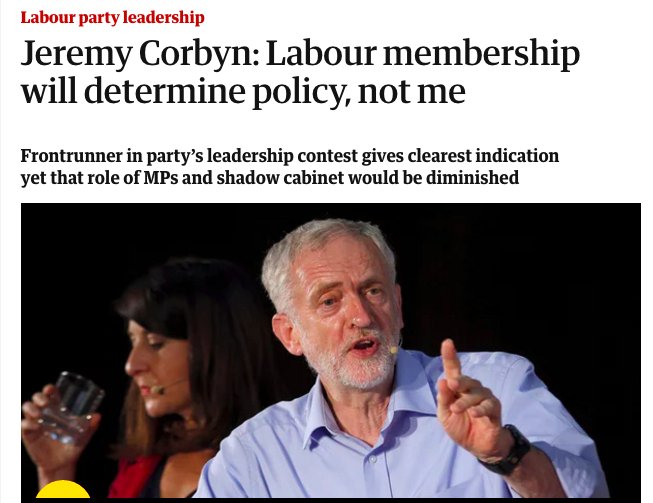 Labour party leadership
Jeremy Corbyn: Labour membership
will determine policy, not me
Frontrunner in party's leadership contest gives clearest indication
yet that role of MPs and shadow cabinet would be diminished